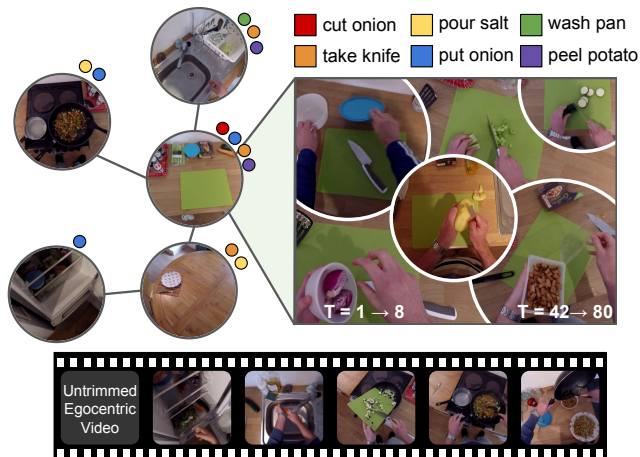 cut onion
pour salt
wash pan
take knife
put onion
peel potato
T = 1 → 8
T = 42→ 80
Untrimmed
Egocentric
Video